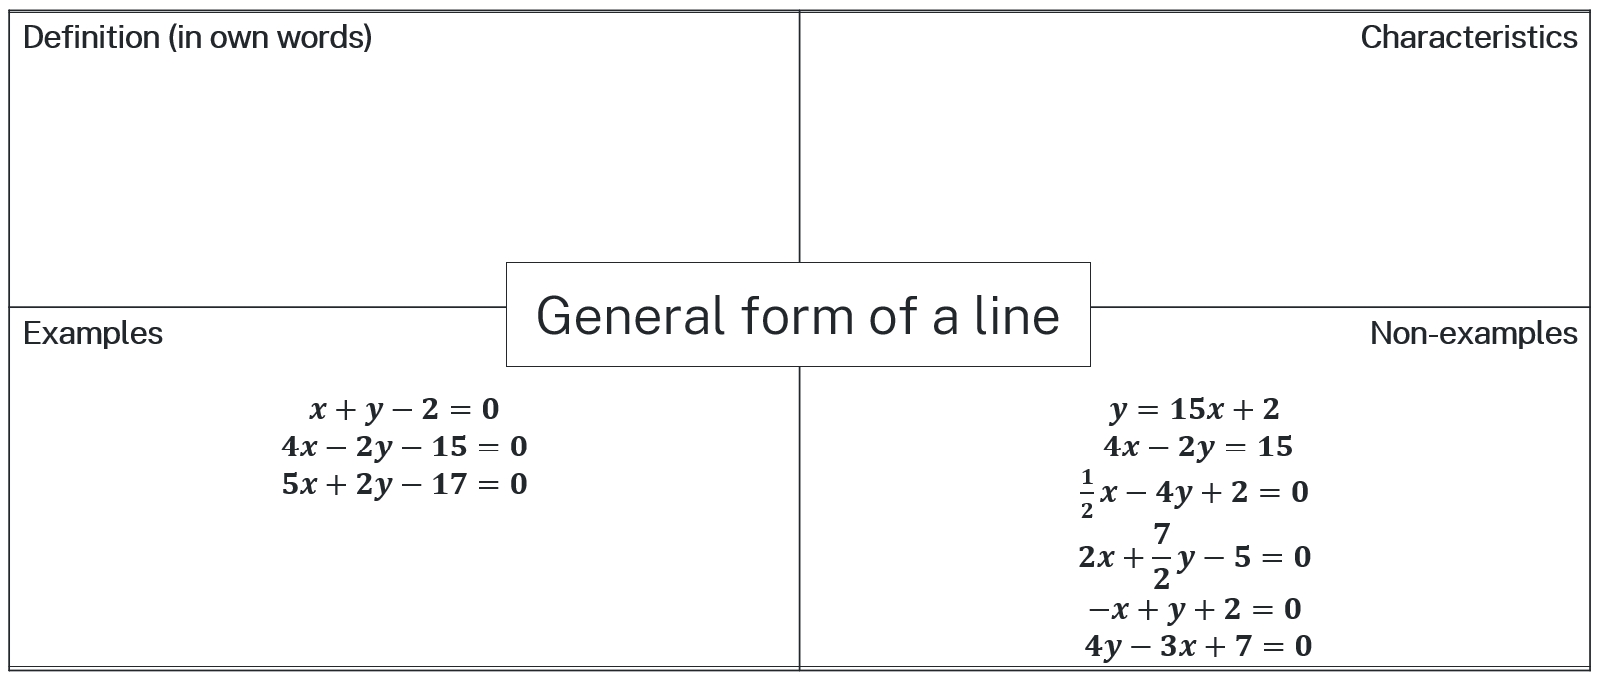 Definition (in own words)
Characteristics
General form of a line
Examples
x + y − 2 = 0
4x − 2y − 15 = 0
5x + 2y − 17 = 0
Non-examples
y = 15x + 2
4x − 2y = 15
1/2 x − 4y + 2 = 0
2x + 7/2 y − 5 = 0
−x + y + 2 = 0
4y − 3x + 7 = 0